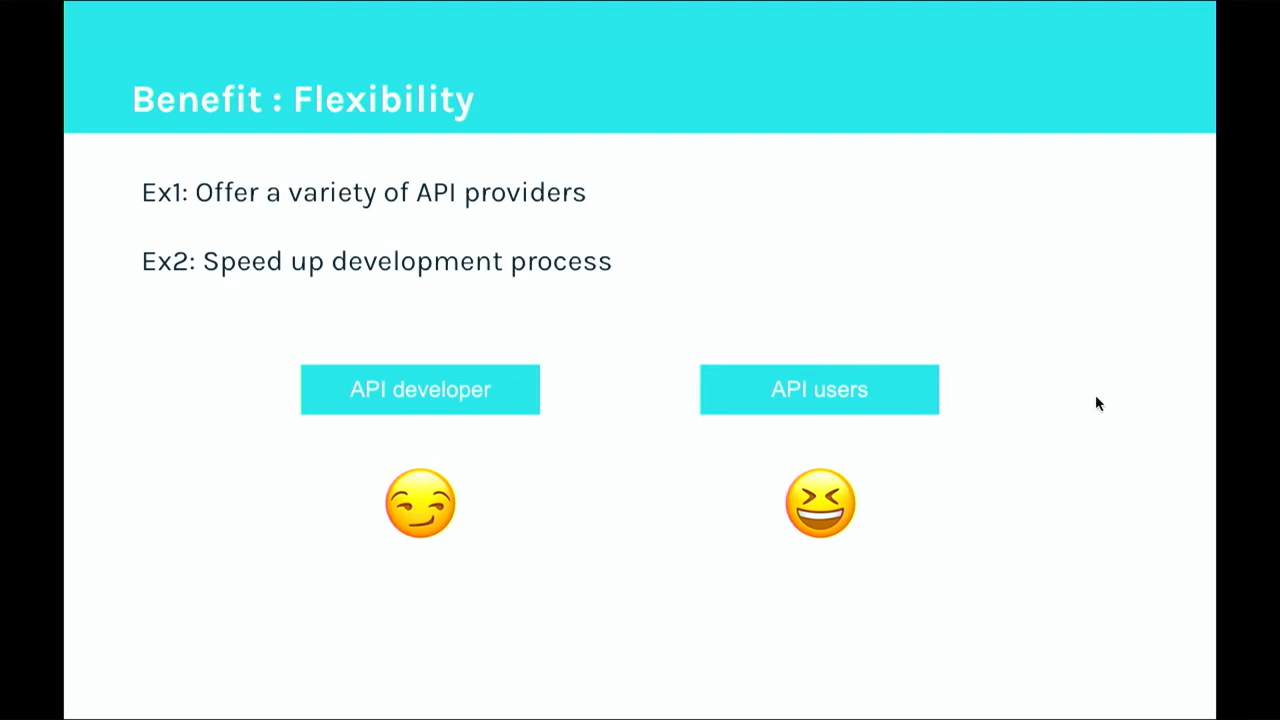 Benefit : Flexibility
Ex1: Offer a variety of API providers
Ex2: Speed up development process
API developer
API users